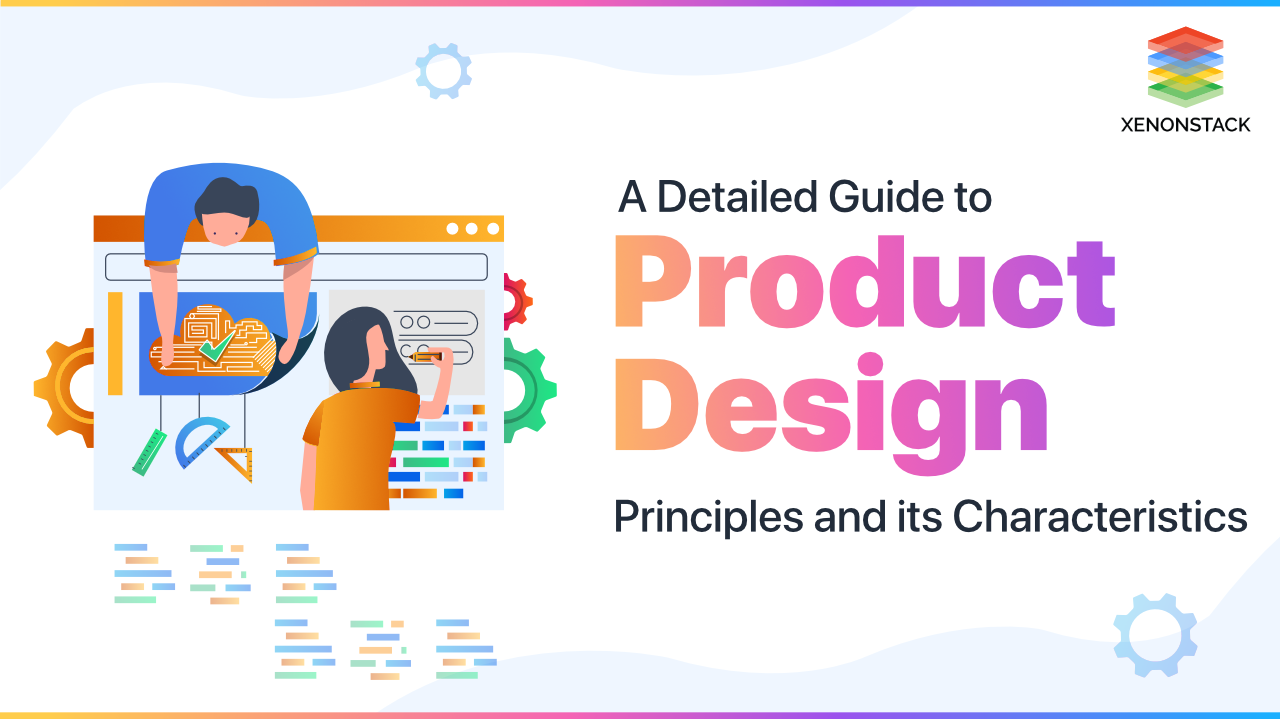 XENONSTACK
A Detailed Guide to
Product
Design
Principles and its Characteristics